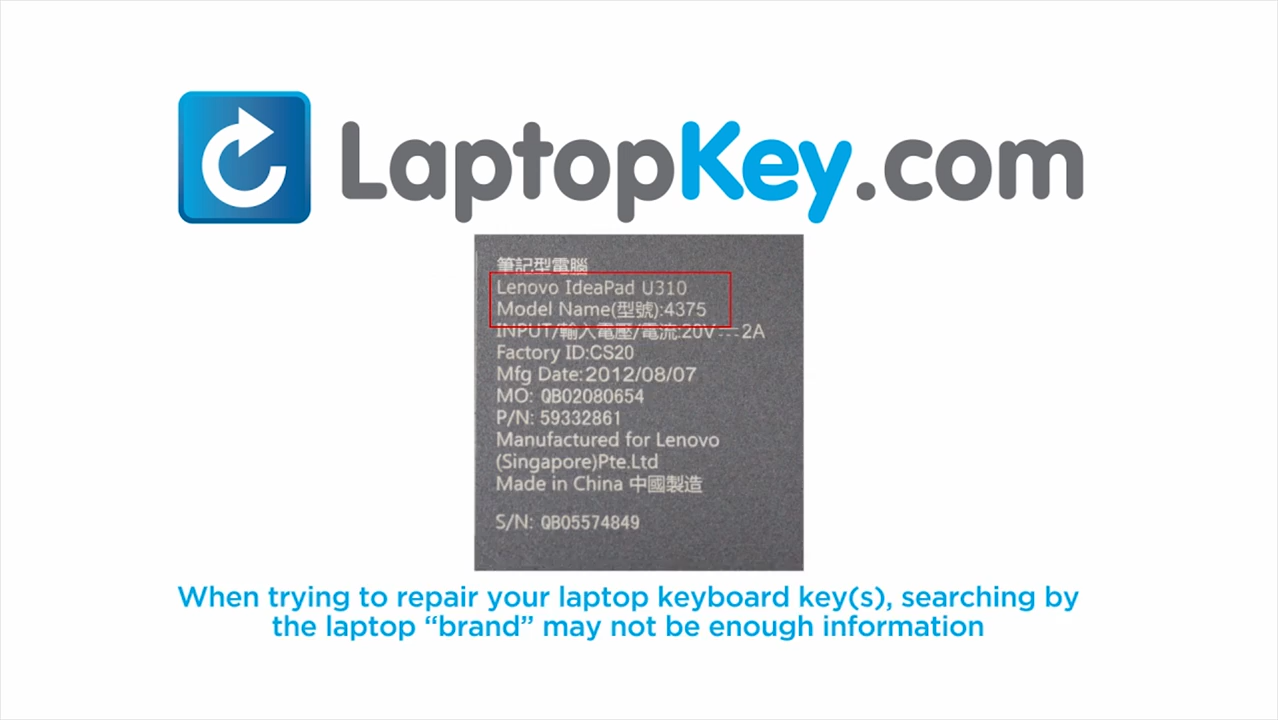 LaptopKey.com
筆記型電腦
Lenovo IdeaPad U310
Model Name(型號):4375
INPUT/輸入電壓/電流:20V⎓2A
Factory ID:CS20
Mfg Date:2012/08/07
MO: QB02080654
P/N: 59332861
Manufactured for Lenovo
(Singapore)Pte.Ltd
Made in China 中國製造
S/N: QB05574849
When trying to repair your laptop keyboard key(s), searching by
the laptop “brand” may not be enough information